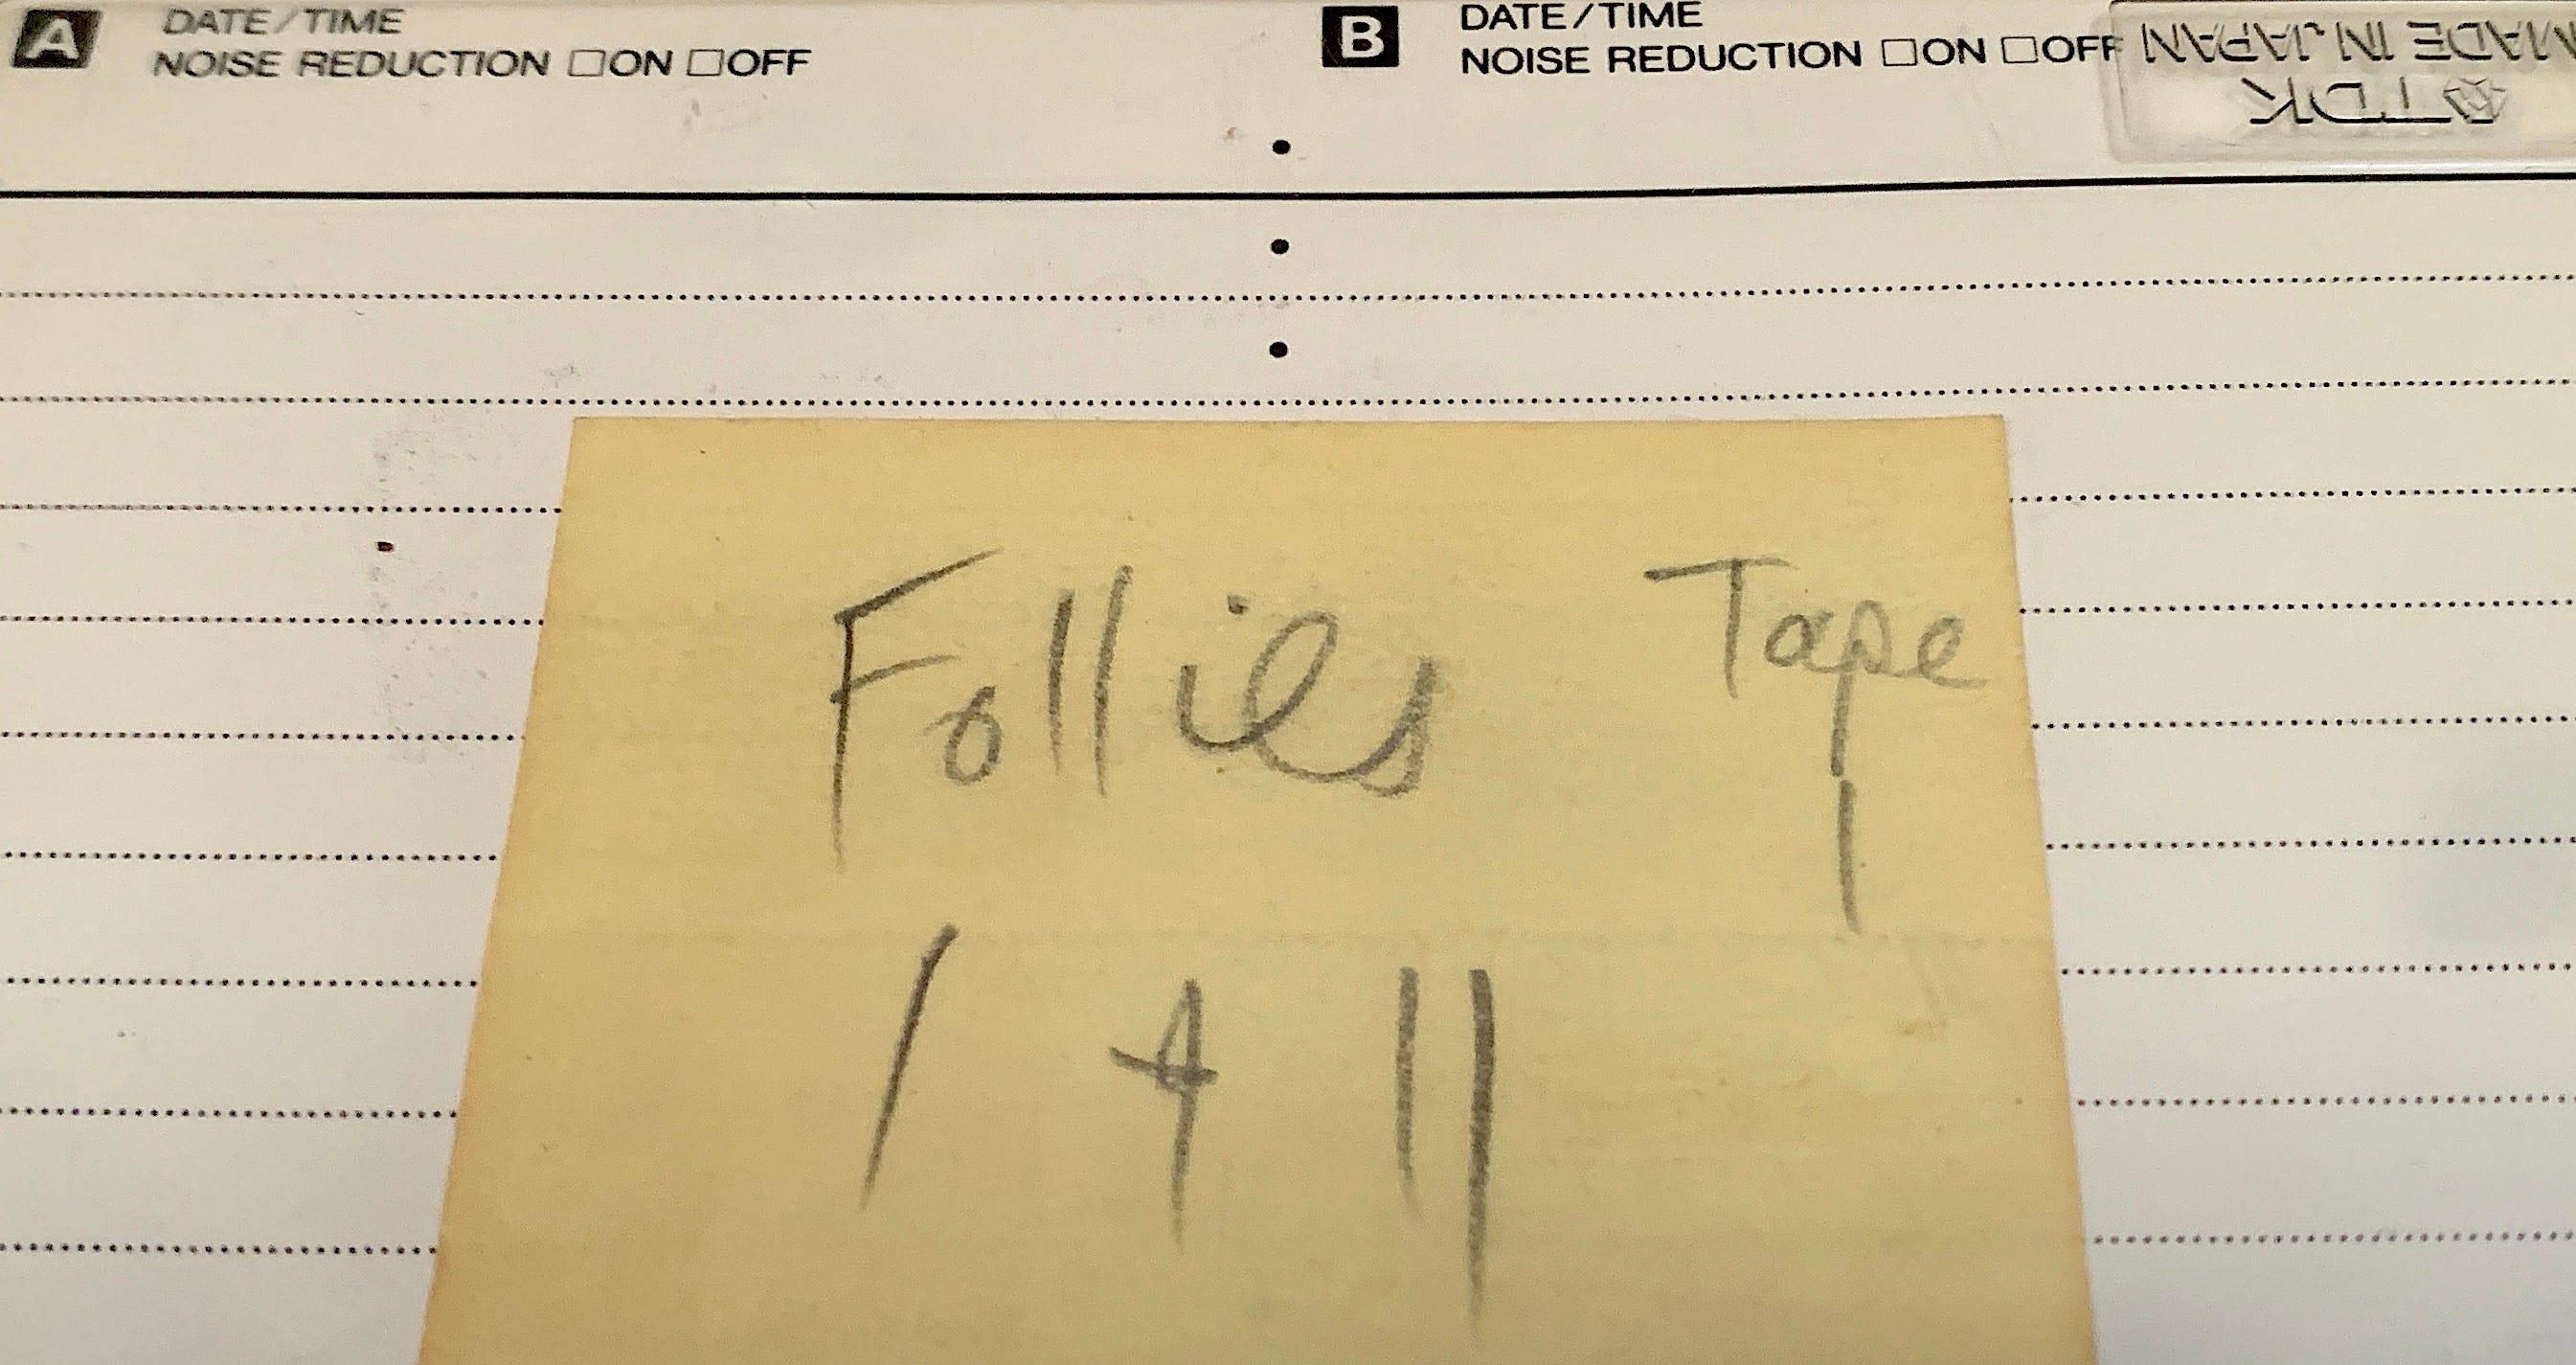 A DATE/TIME
NOISE REDUCTION □ON □OFF
B DATE/TIME
NOISE REDUCTION □ON □OFF
MADE IN JAPAN
TDK
Follies Tape
1
1 + 11